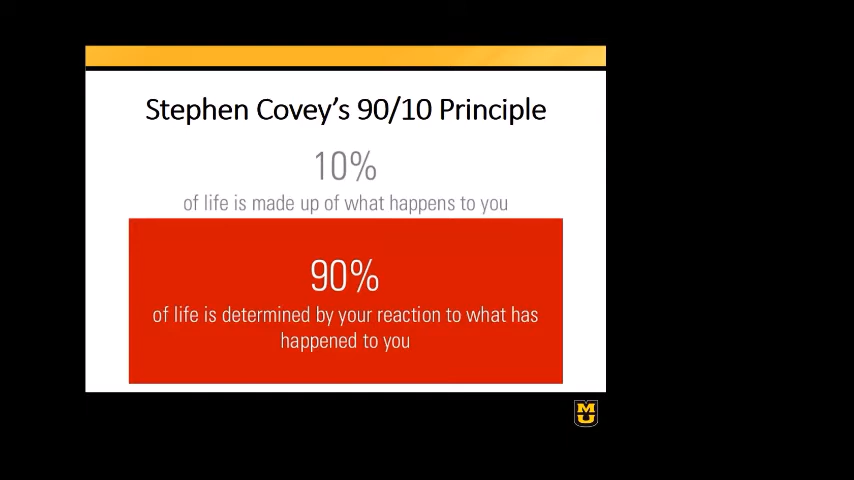 Stephen Covey's 90/10 Principle
10%
of life is made up of what happens to you
90%
of life is determined by your reaction to what has
happened to you
MU